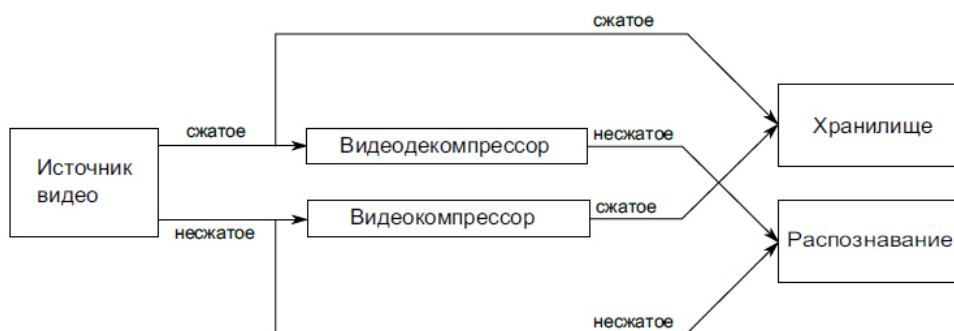 сжатое
Хранилище
сжатое
Видеодекомпрессор
несжатое
Источник
видео
несжатое
Видеокомпрессор
сжатое
Распознавание
несжатое